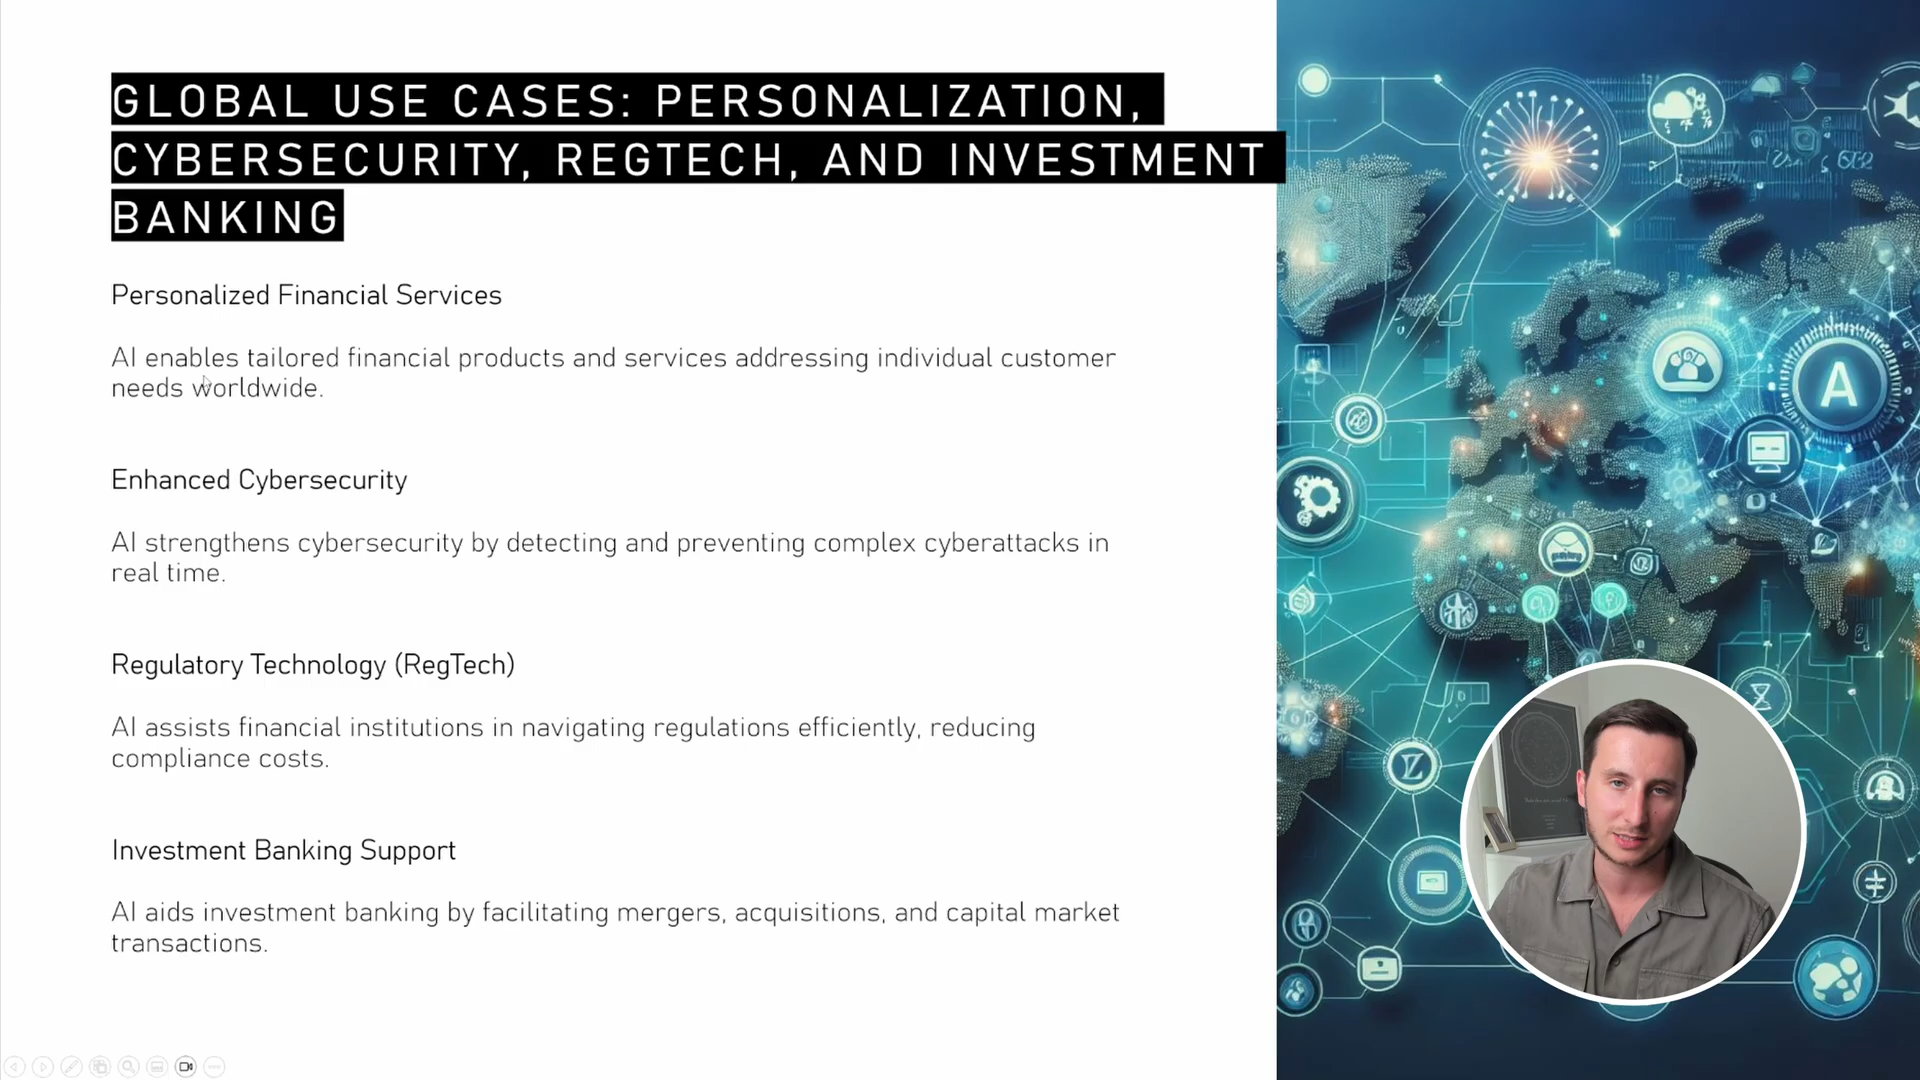 GLOBAL USE CASES: PERSONALIZATION,
CYBERSECURITY, REGTECH, AND INVESTMENT
BANKING
Personalized Financial Services
AI enables tailored financial products and services addressing individual customer
needs worldwide.
Enhanced Cybersecurity
AI strengthens cybersecurity by detecting and preventing complex cyberattacks in
real time.
Regulatory Technology (RegTech)
AI assists financial institutions in navigating regulations efficiently, reducing
compliance costs.
Investment Banking Support
AI aids investment banking by facilitating mergers, acquisitions, and capital market
transactions.
A